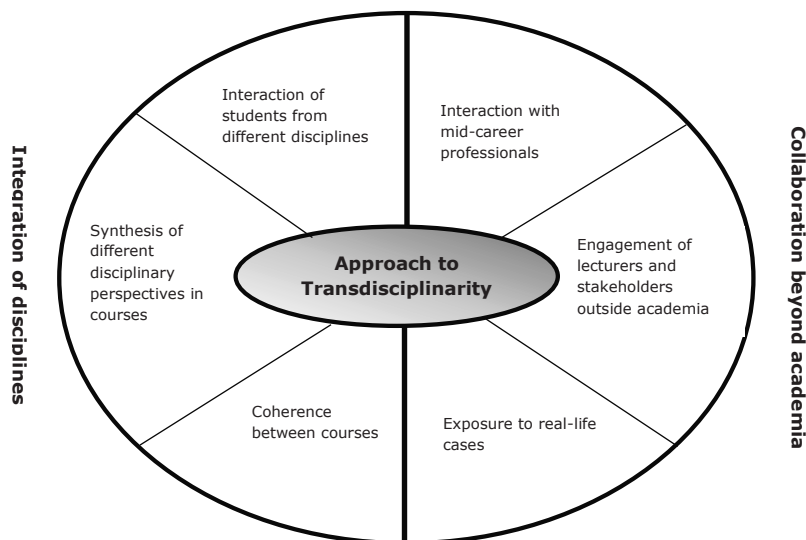 Integration of disciplines
Interaction of
students from
different disciplines
Interaction with
mid-career
professionals
Synthesis of
different
disciplinary
perspectives in
courses
Approach to
Transdisciplinarity
Engagement of
lecturers and
stakeholders
outside academia
Coherence
between courses
Exposure to real-life
cases
Collaboration beyond academia